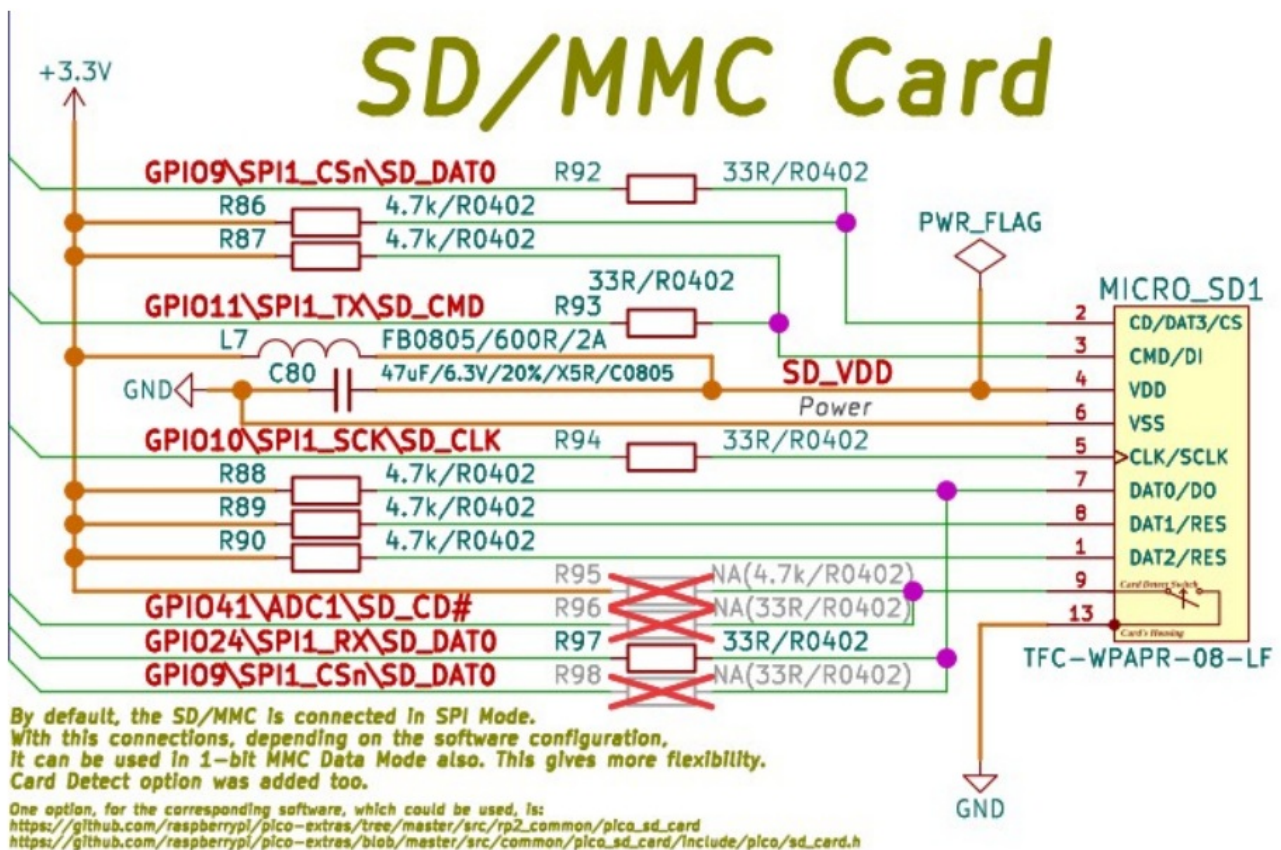 SD/MMC Card
+3.3V
GPIO9\SPI1_CSn\SD_DAT0 R92 33R/R0402
R86 4.7k/R0402
PWR_FLAG
R87 4.7k/R0402
33R/R0402
MICRO_SD1
GPIO11\SPI1_TX\SD_CMD R93
2 CD/DAT3/CS
L7 FB0805/600R/2A
3 CMD/DI
C80 47uF/6.3V/20%/X5R/C0805 SD_VDD
GND 4 VDD
Power
6 VSS
GPIO10\SPI1_SCK\SD_CLK R94 33R/R0402
5 CLK/SCLK
R88 4.7k/R0402
7 DAT0/DO
R89 4.7k/R0402
8 DAT1/RES
R90 4.7k/R0402
1 DAT2/RES
R95 NA(4.7k/R0402)
9 Card Detect Switch
GPIO41\ADC1\SD_CD# R96 NA(33R/R0402)
13 Card's Housing
GPIO24\SPI1_RX\SD_DAT0 R97 33R/R0402
TFC-WPAPR-08-LF
GPIO9\SPI1_CSn\SD_DAT0 R98 NA(33R/R0402)
By default, the SD/MMC is connected in SPI Mode.
With this connections, depending on the software configuration,
it can be used in 1-bit MMC Data Mode also. This gives more flexibility.
Card Detect option was added too.
GND
One option, for the corresponding software, which could be used, is:
https://github.com/raspberrypi/pico-extras/tree/master/src/rp2_common/pico_sd_card
https://github.com/raspberrypi/pico-extras/blob/master/src/common/pico_sd_card/include/pico/sd_card.h